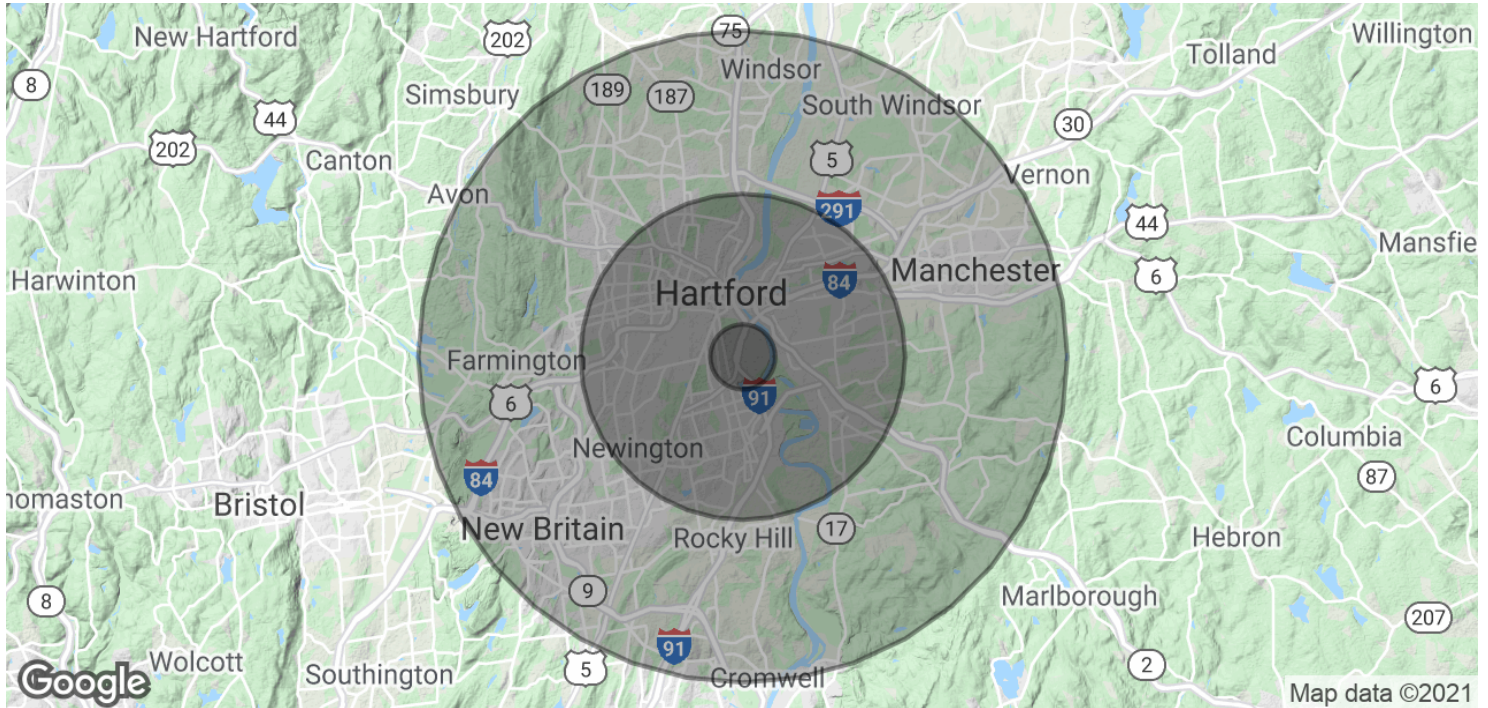 New Hartford
202
75
Willington
Tolland
8
Windsor
Simsbury
189
187
South Windsor
44
30
202
Canton
5
Vernon
Avon
291
44
Mansfie
Manchester
6
Harwinton
84
Hartford
Farmington
6
6
91
Columbia
Newington
84
87
homaston
Bristol
New Britain
17
Rocky Hill
Hebron
9
Marlborough
8
207
91
Wolcott
5
2
Southington
Cromwell
Google
Map data ©2021